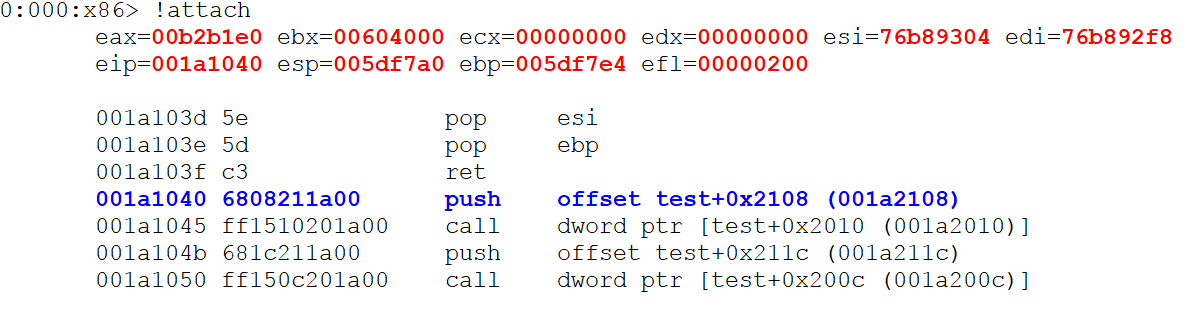 0:000:x86> !attach
eax=00b2b1e0 ebx=00604000 ecx=00000000 edx=00000000 esi=76b89304 edi=76b892f8
eip=001a1040 esp=005df7a0 ebp=005df7e4 efl=00000200
001a103d 5e pop esi
001a103e 5d pop ebp
001a103f c3 ret
001a1040 6808211a00 push offset test+0x2108 (001a2108)
001a1045 ff1510201a00 call dword ptr [test+0x2010 (001a2010)]
001a104b 681c211a00 push offset test+0x211c (001a211c)
001a1050 ff150c201a00 call dword ptr [test+0x200c (001a200c)]